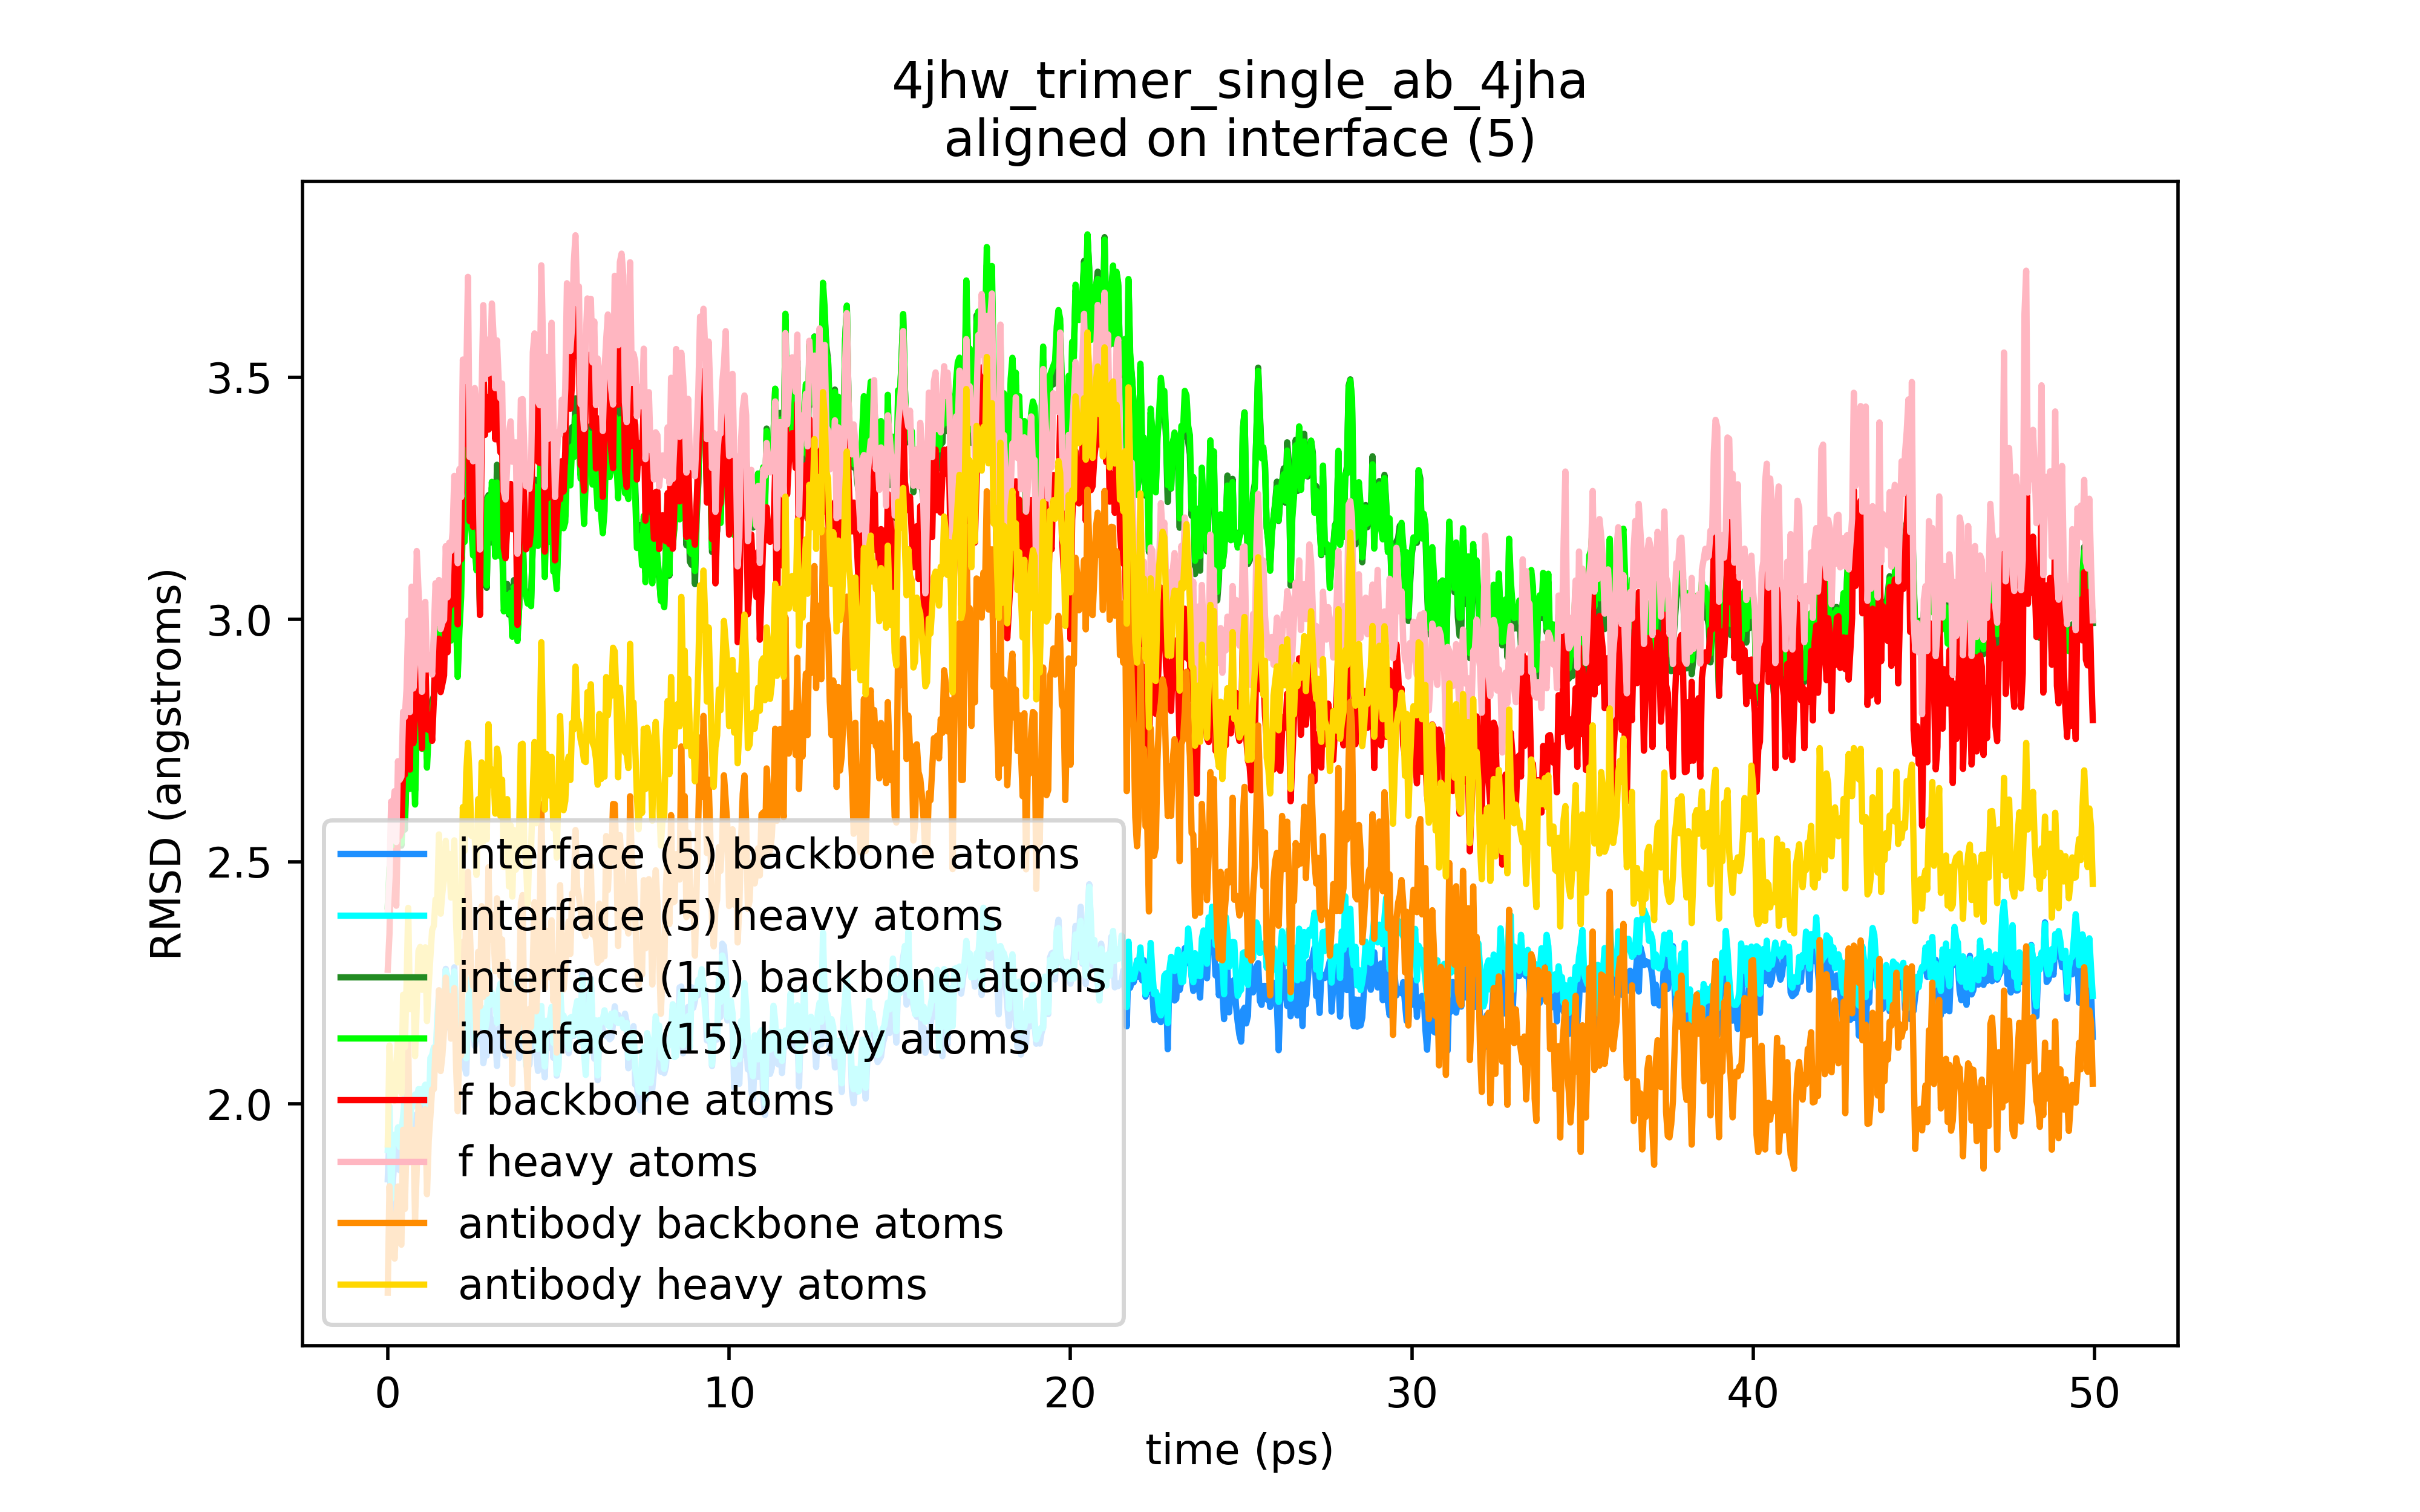 4jhw_trimer_single_ab_4jha
aligned on interface (5)
RMSD (angstroms)
3.5
3.0
2.5
2.0
interface (5) backbone atoms
interface (5) heavy atoms
interface (15) backbone atoms
interface (15) heavy atoms
f backbone atoms
f heavy atoms
antibody backbone atoms
antibody heavy atoms
0 10 20 30 40 50
time (ps)